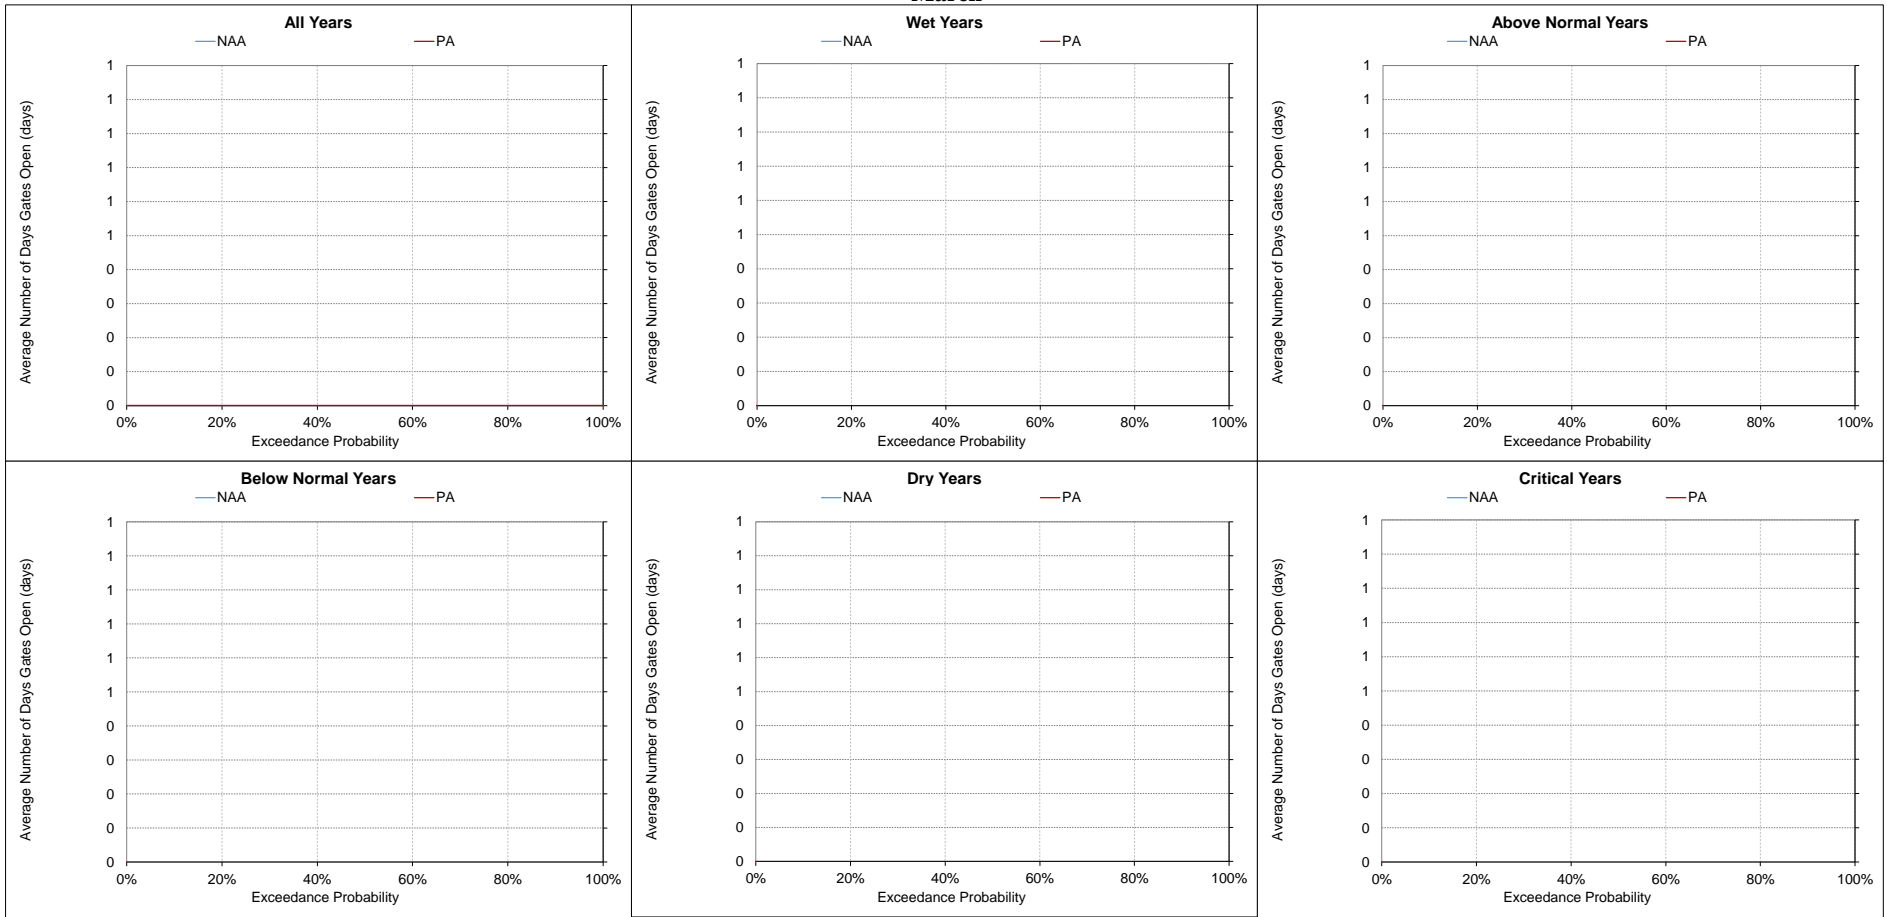 All Years
NAA PA
Average Number of Days Gates Open (days)
1
1
1
1
1
1
0
0
0
0
0
0% 20% 40% 60% 80% 100%
Exceedance Probability
Wet Years
NAA PA
Average Number of Days Gates Open (days)
1
1
1
1
1
1
0
0
0
0
0
0% 20% 40% 60% 80% 100%
Exceedance Probability
Above Normal Years
NAA PA
Average Number of Days Gates Open (days)
1
1
1
1
1
1
0
0
0
0
0
0% 20% 40% 60% 80% 100%
Exceedance Probability
Below Normal Years
NAA PA
Average Number of Days Gates Open (days)
1
1
1
1
1
1
0
0
0
0
0
0% 20% 40% 60% 80% 100%
Exceedance Probability
Dry Years
NAA PA
Average Number of Days Gates Open (days)
1
1
1
1
1
1
0
0
0
0
0
0% 20% 40% 60% 80% 100%
Exceedance Probability
Critical Years
NAA PA
Average Number of Days Gates Open (days)
1
1
1
1
1
1
0
0
0
0
0
0% 20% 40% 60% 80% 100%
Exceedance Probability